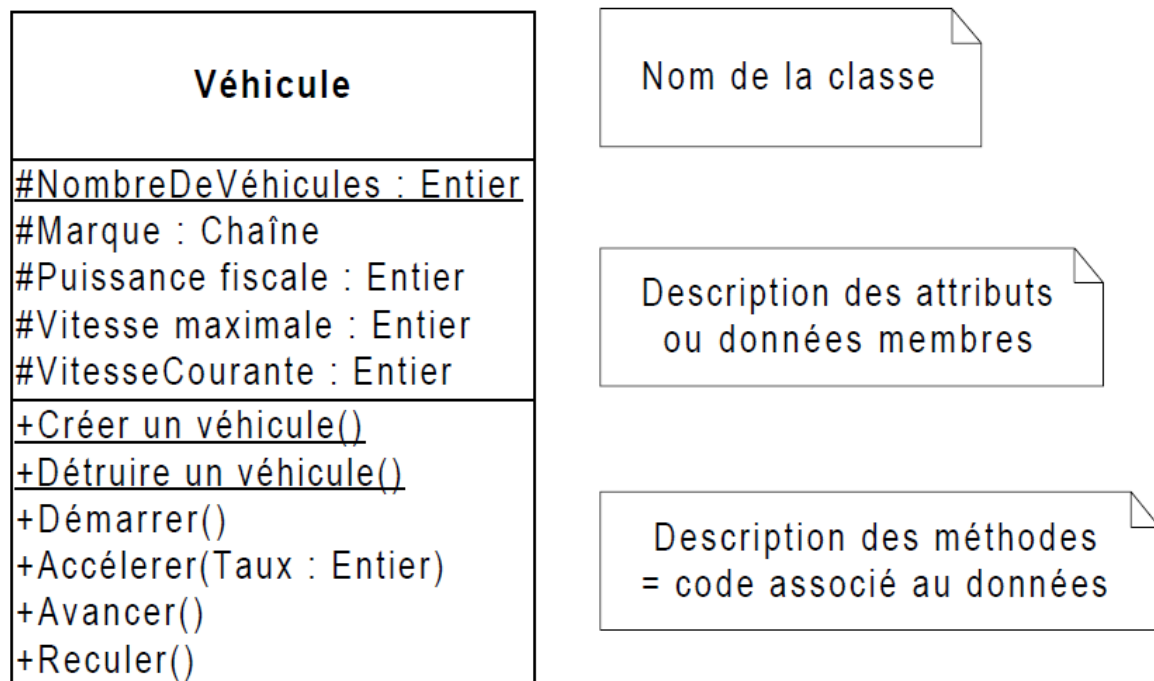 Véhicule
#NombreDeVéhicules : Entier
#Marque : Chaîne
#Puissance fiscale : Entier
#Vitesse maximale : Entier
#VitesseCourante : Entier
+Créer un véhicule()
+Détruire un véhicule()
+Démarrer()
+Accélerer(Taux : Entier)
+Avancer()
+Reculer()
Nom de la classe
Description des attributs
ou données membres
Description des méthodes
= code associé au données